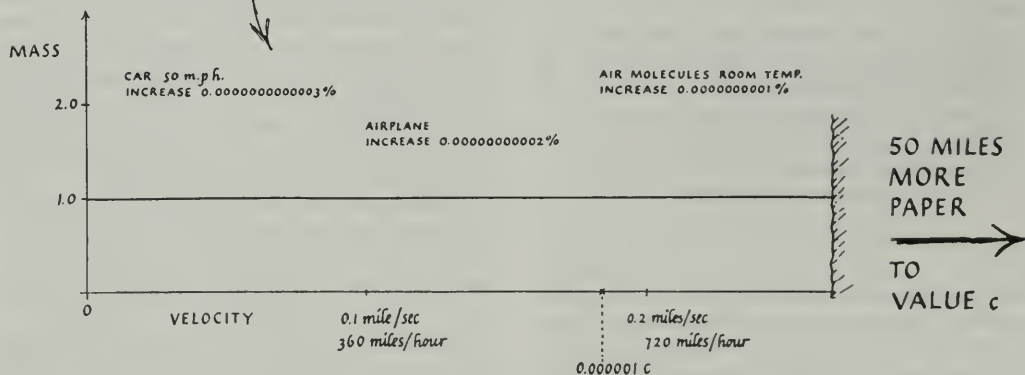 MASS
CAR 50 m.p.h.
INCREASE 0.0000000000003%
AIR MOLECULES ROOM TEMP.
INCREASE 0.0000000001%
2.0
AIRPLANE
INCREASE 0.00000000002%
50 MILES
MORE
PAPER
TO
VALUE c
1.0
0
VELOCITY
0.1 mile/sec
360 miles/hour
0.2 miles/sec
720 miles/hour
0.000001 C